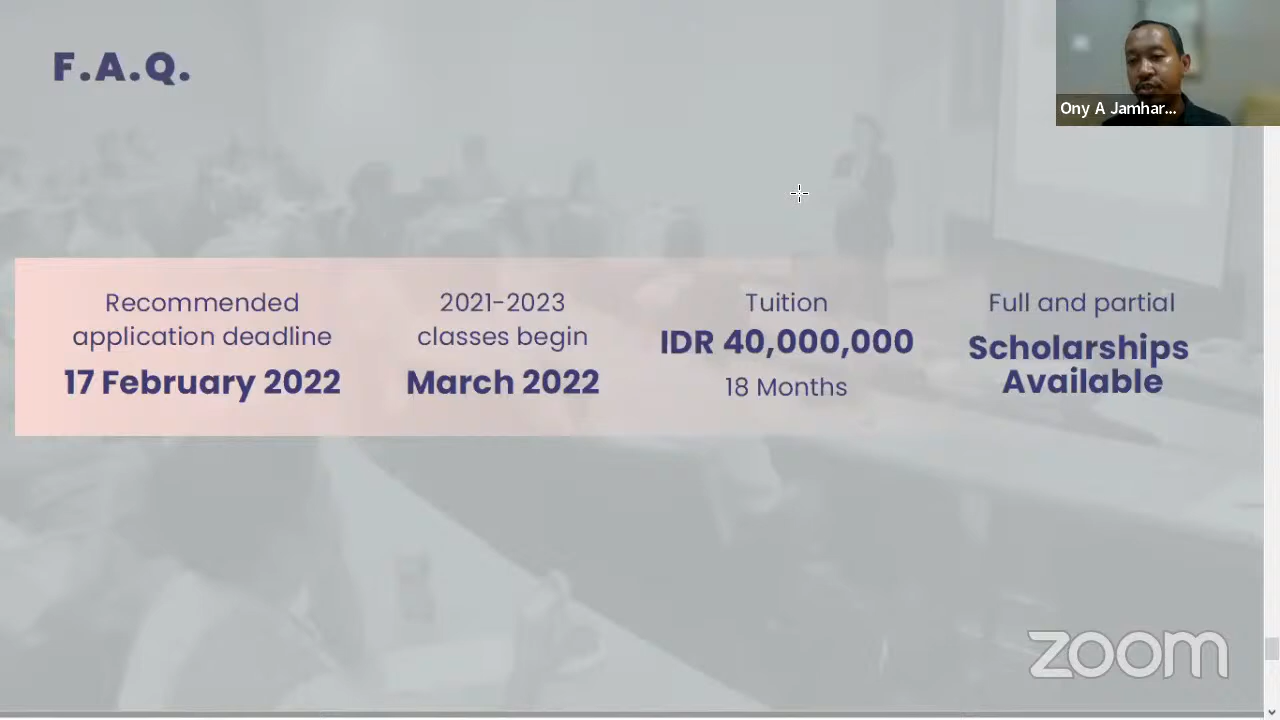 F.A.Q.
Ony A Jamhar...
Recommended
application deadline
17 February 2022
2021-2023
classes begin
March 2022
Tuition
IDR 40,000,000
18 Months
Full and partial
Scholarships
Available
zoom